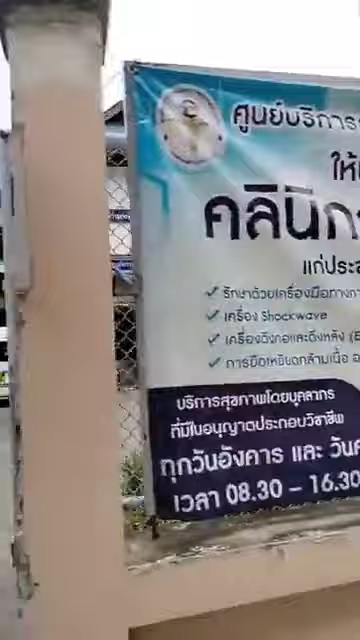 ศูนย์บริการ
ให้
คลินิก
แก่ประ
✓ รักษาด้วยเครื่องมือทางกา
✓ เครื่อง Shockwave
✓ เครื่องดึงคอและดึงหลัง (
✓ การยืดเหยียดกล้ามเนื้อ
บริการสุขภาพโดยบุคลากร
ที่มีใบอนุญาตประกอบวิชาชีพ
ทุกวันอังคาร และ วัน
เวลา 08.30 – 16.30